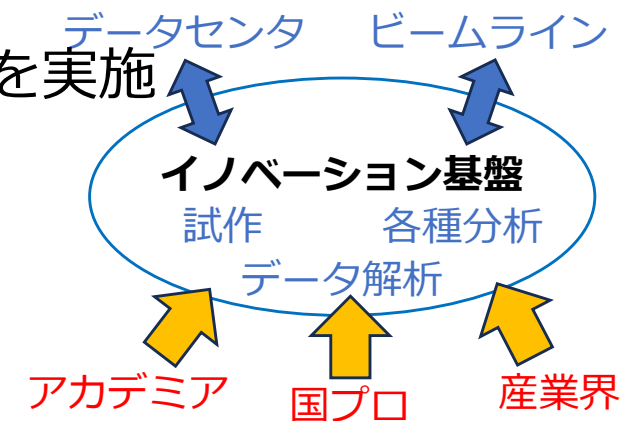 データセンタ ビームライン
を実施
イノベーション基盤
試作 各種分析
データ解析
アカデミア 国プロ 産業界